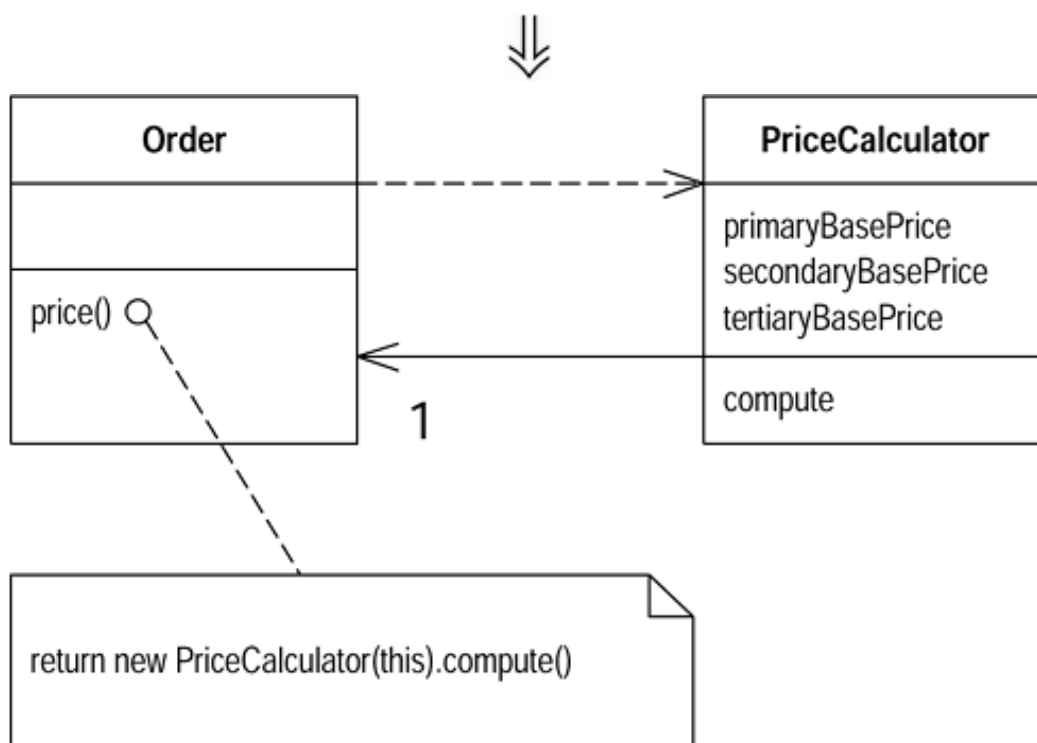 Order
PriceCalculator
primaryBasePrice
secondaryBasePrice
tertiaryBasePrice
price()
1
compute
return new PriceCalculator(this).compute()